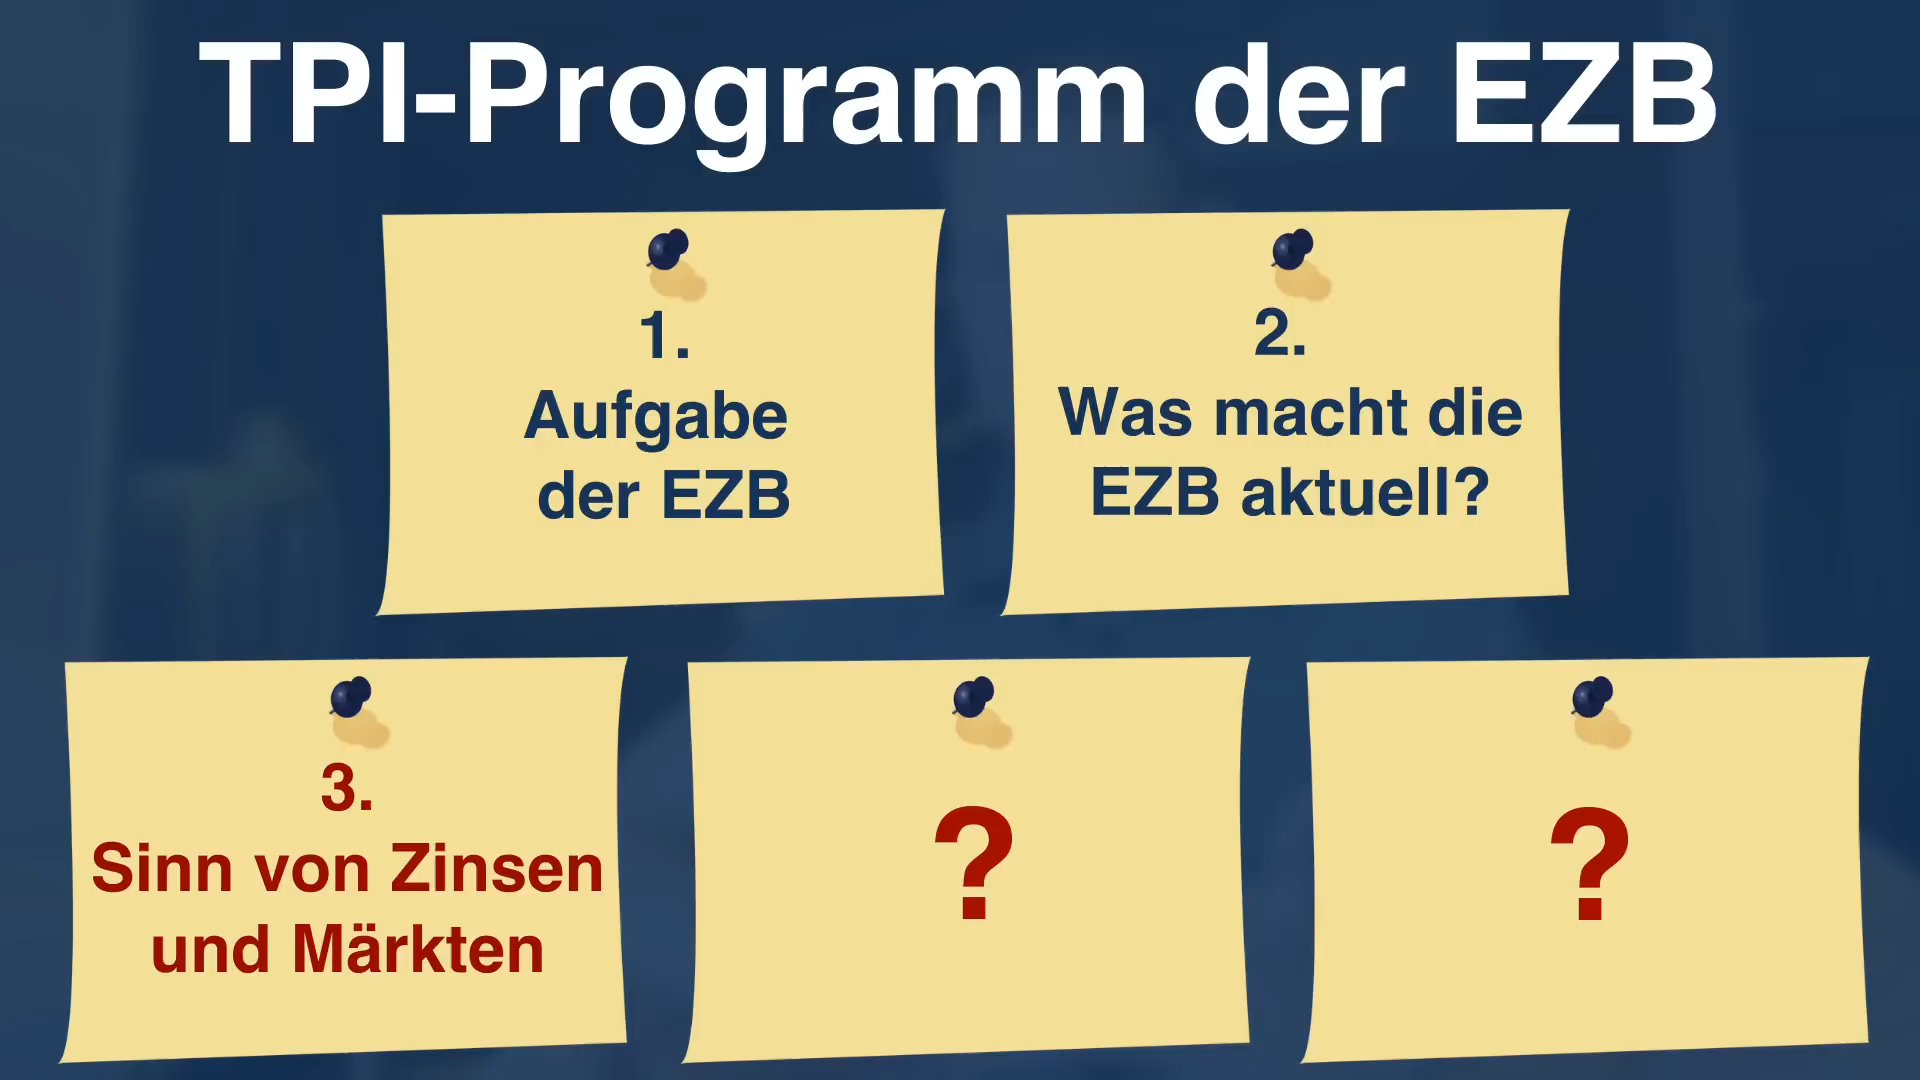 TPI-Programm der EZB
1.
Aufgabe
der EZB
2.
Was macht die
EZB aktuell?
3.
Sinn von Zinsen
und Märkten
?
?